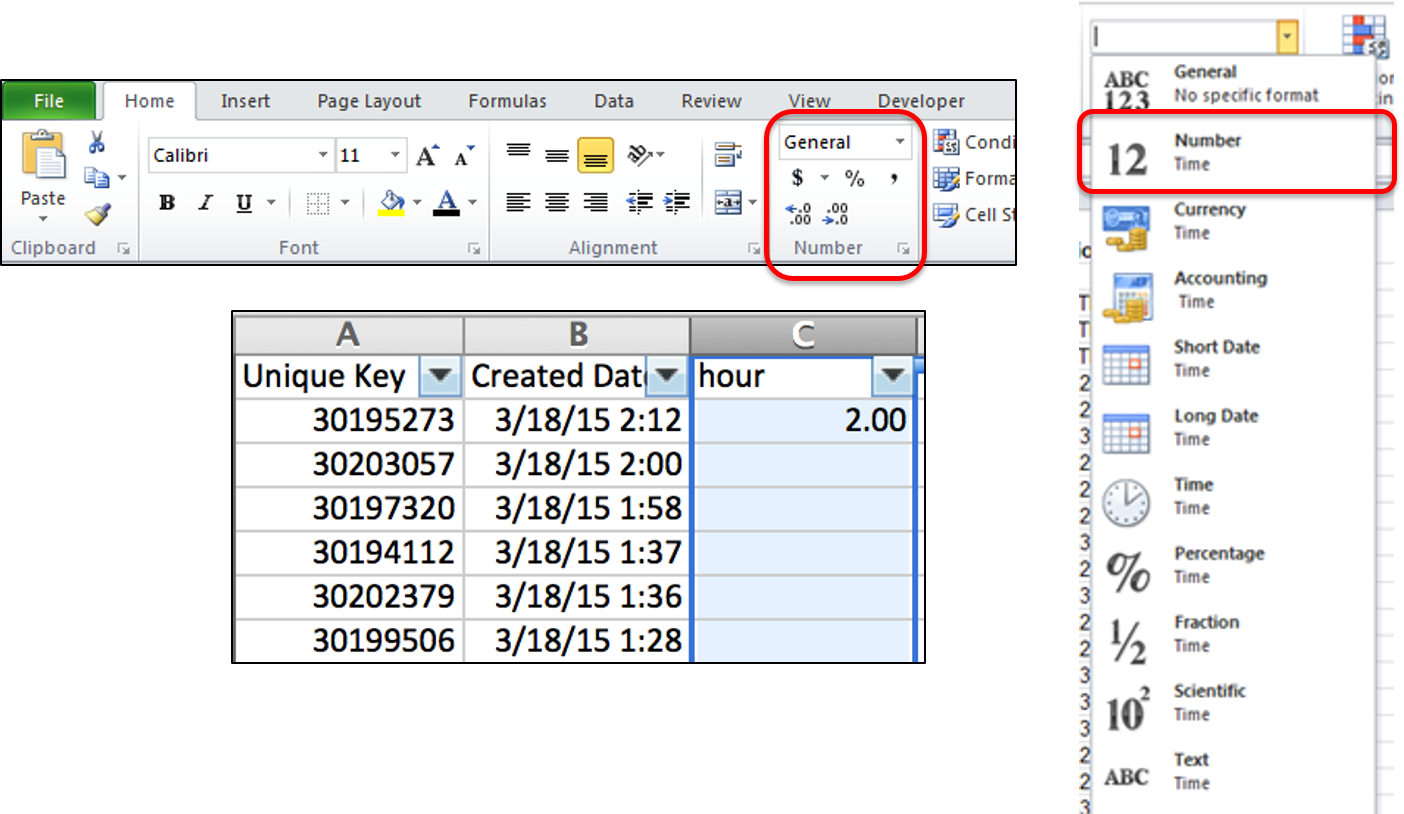 File Home Insert Page Layout Formulas Data Review View Developer
Calibri 11 A A General Condi
Paste $ % , Forma
B I U A a .0 .00 .00 .0 Cell St
Clipboard Font Alignment Number
A B C
Unique Key Created Dat hour
30195273 3/18/15 2:12 2.00
30203057 3/18/15 2:00
30197320 3/18/15 1:58
30194112 3/18/15 1:37
30202379 3/18/15 1:36
30199506 3/18/15 1:28
ABC 123 General
No specific format
12 Number
Time
Currency
Time
Accounting
Time
Short Date
Time
Long Date
Time
Time
Time
% Percentage
Time
1/2 Fraction
Time
10² Scientific
Time
ABC Text
Time